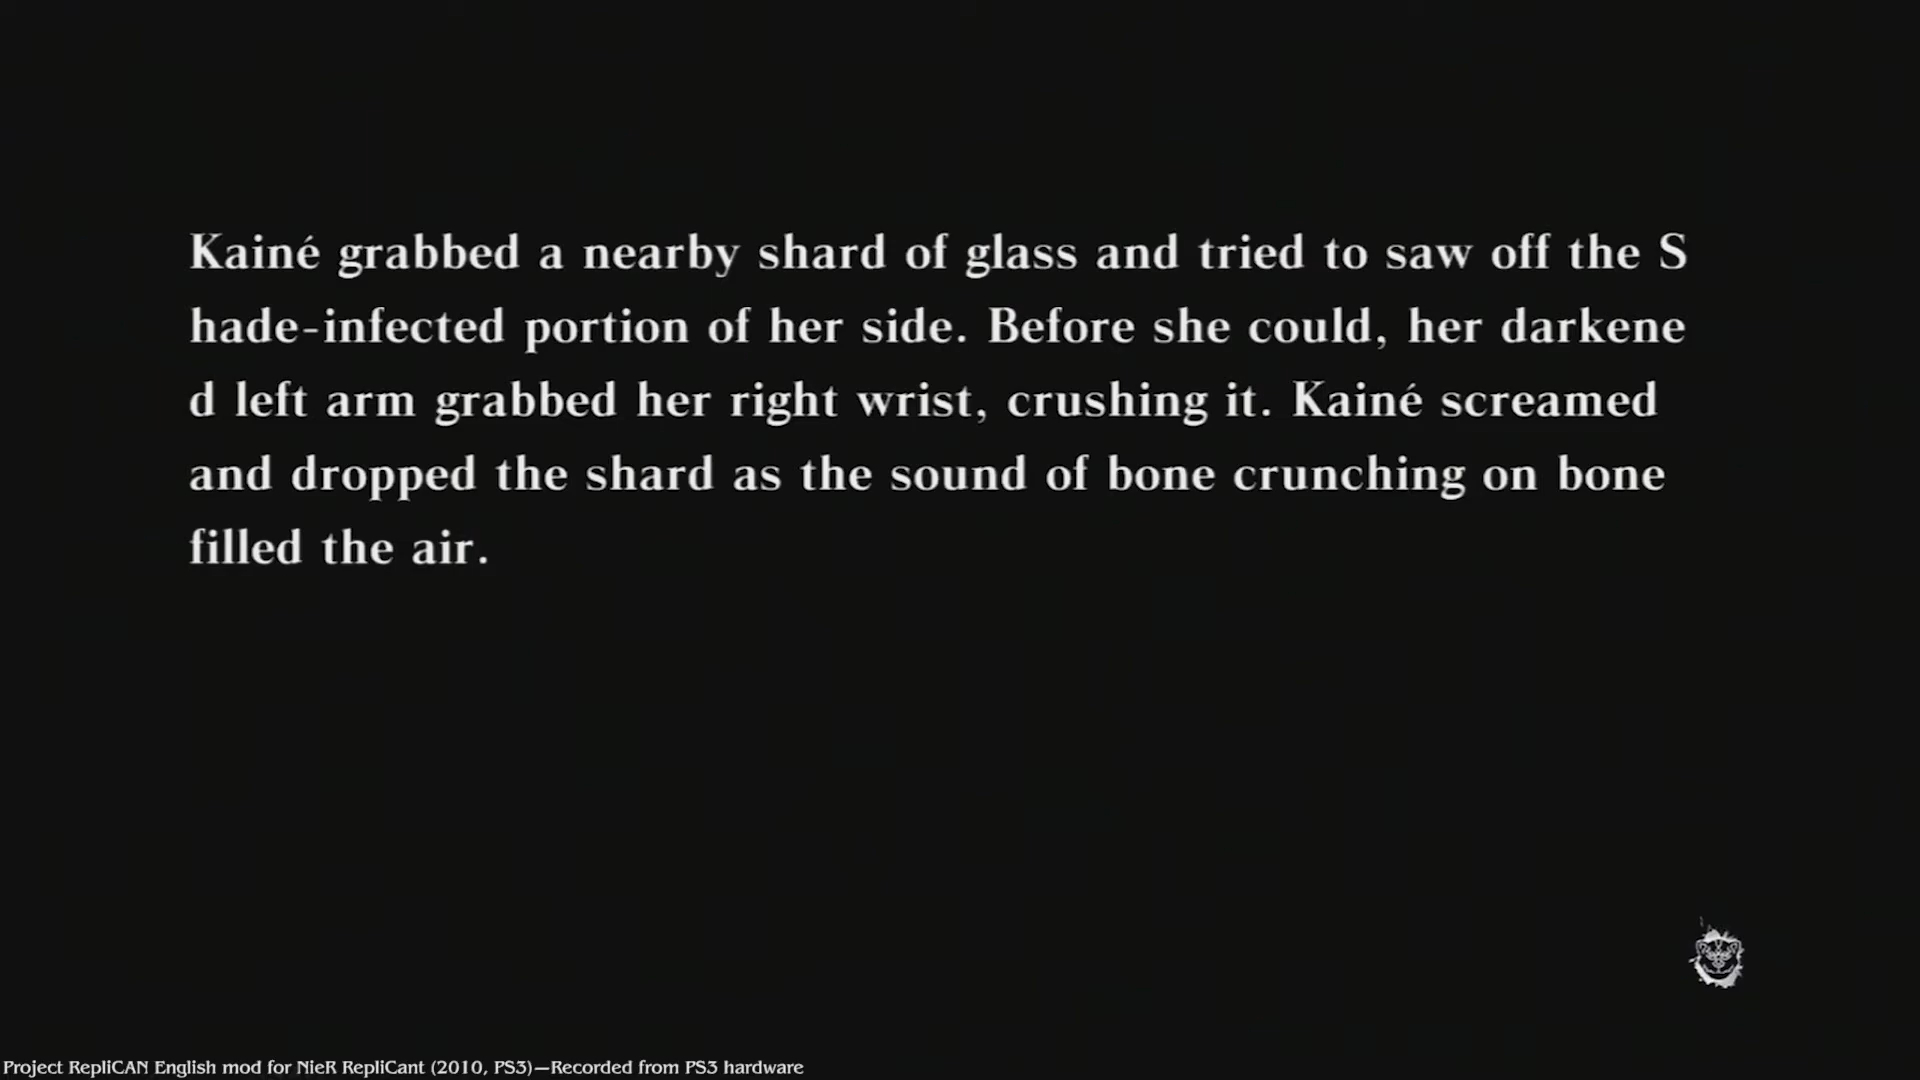 Kainé grabbed a nearby shard of glass and tried to saw off the S
hade-infected portion of her side. Before she could, her darkene
d left arm grabbed her right wrist, crushing it. Kainé screamed
and dropped the shard as the sound of bone crunching on bone
filled the air.
Project RepliCAN English mod for NieR RepliCant (2010, PS3)—Recorded from PS3 hardware